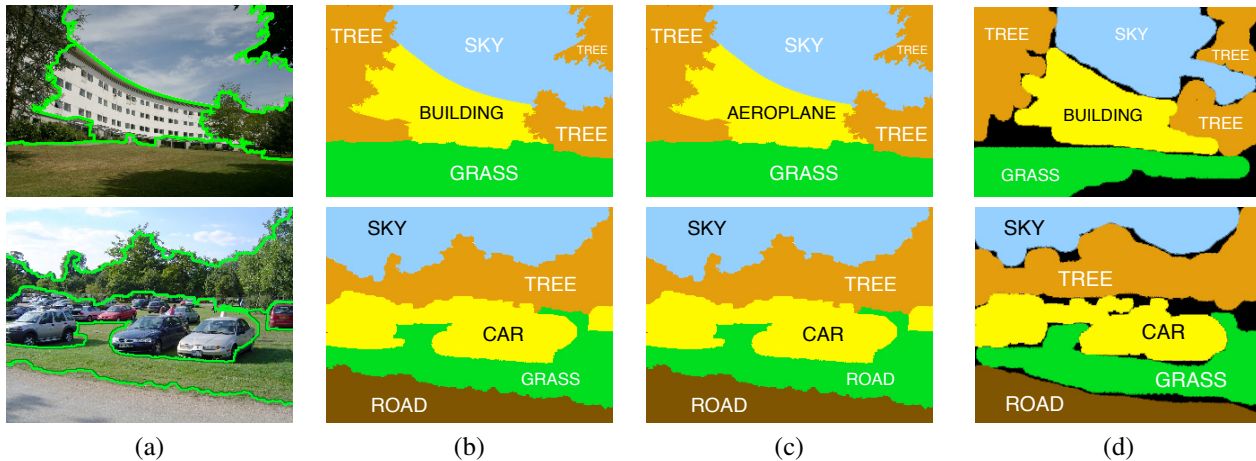 TREE
SKY
TREE
BUILDING
TREE
GRASS
TREE
SKY
TREE
AEROPLANE
TREE
GRASS
TREE
SKY
TREE
BUILDING
TREE
GRASS
SKY
TREE
CAR
GRASS
ROAD
SKY
TREE
CAR
ROAD
ROAD
SKY
TREE
CAR
GRASS
ROAD
(a)
(b)
(c)
(d)